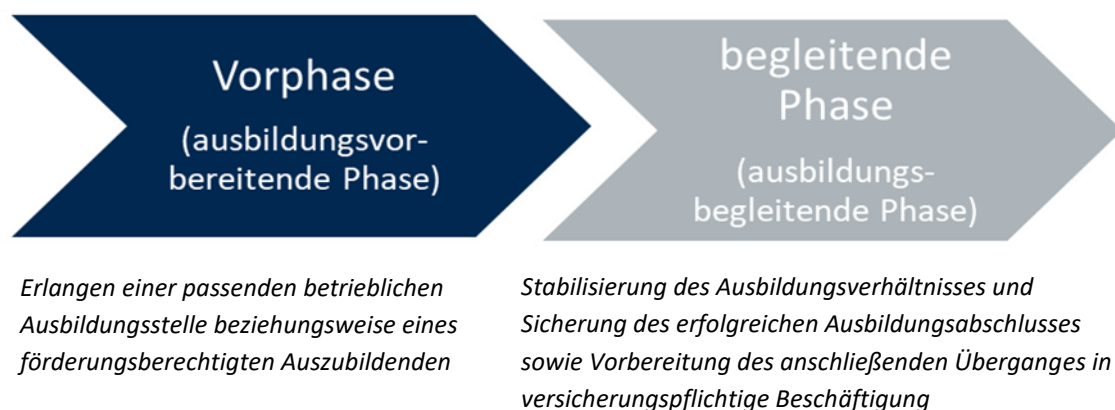 Vorphase
(ausbildungsvor-
bereitende Phase)
begleitende
Phase
(ausbildungs-
begleitende Phase)
Erlangen einer passenden betrieblichen
Ausbildungsstelle beziehungsweise eines
förderungsberechtigten Auszubildenden
Stabilisierung des Ausbildungsverhältnisses und
Sicherung des erfolgreichen Ausbildungsabschlusses
sowie Vorbereitung des anschließenden Überganges in
versicherungspflichtige Beschäftigung